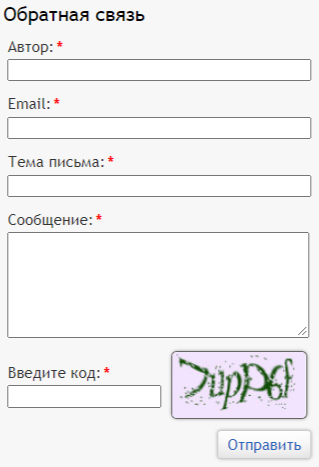 Обратная связь
Автор: *
Email: *
Тема письма: *
Сообщение: *
Введите код: *
Отправить